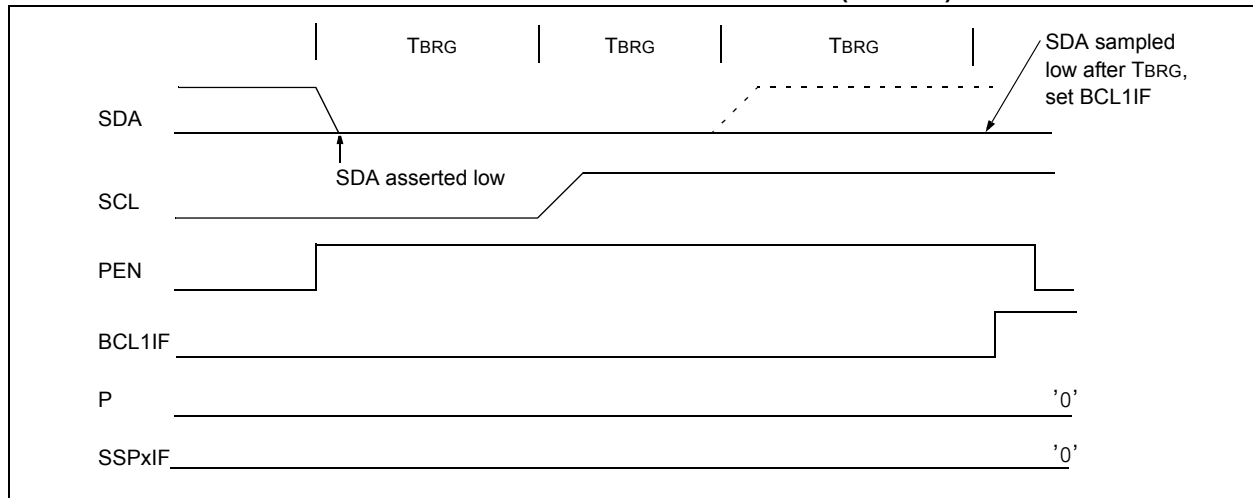 TBRG TBRG TBRG
SDA sampled
low after TBRG,
set BCL1IF
SDA
SDA asserted low
SCL
PEN
BCL1IF
P '0'
SSPxIF '0'